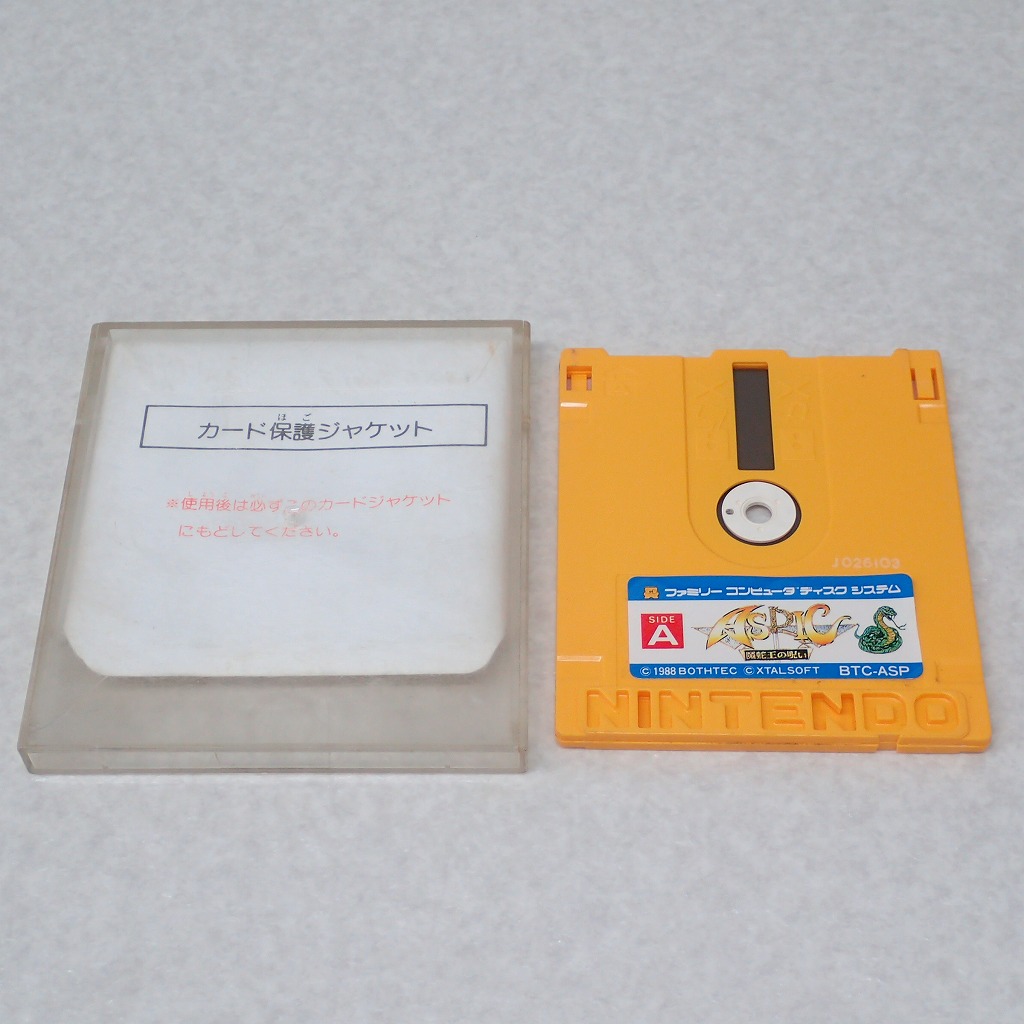 カード保護ジャケット
ほご
※使用後は必ずこのカードジャケット
にもどしてください。
J026103
ファミリー コンピュータ ディスク システム
SIDE
A
ASPIC
魔蛇王の呪い
© 1988 BOTHTEC © XTALSOFT BTC-ASP
NINTENDO